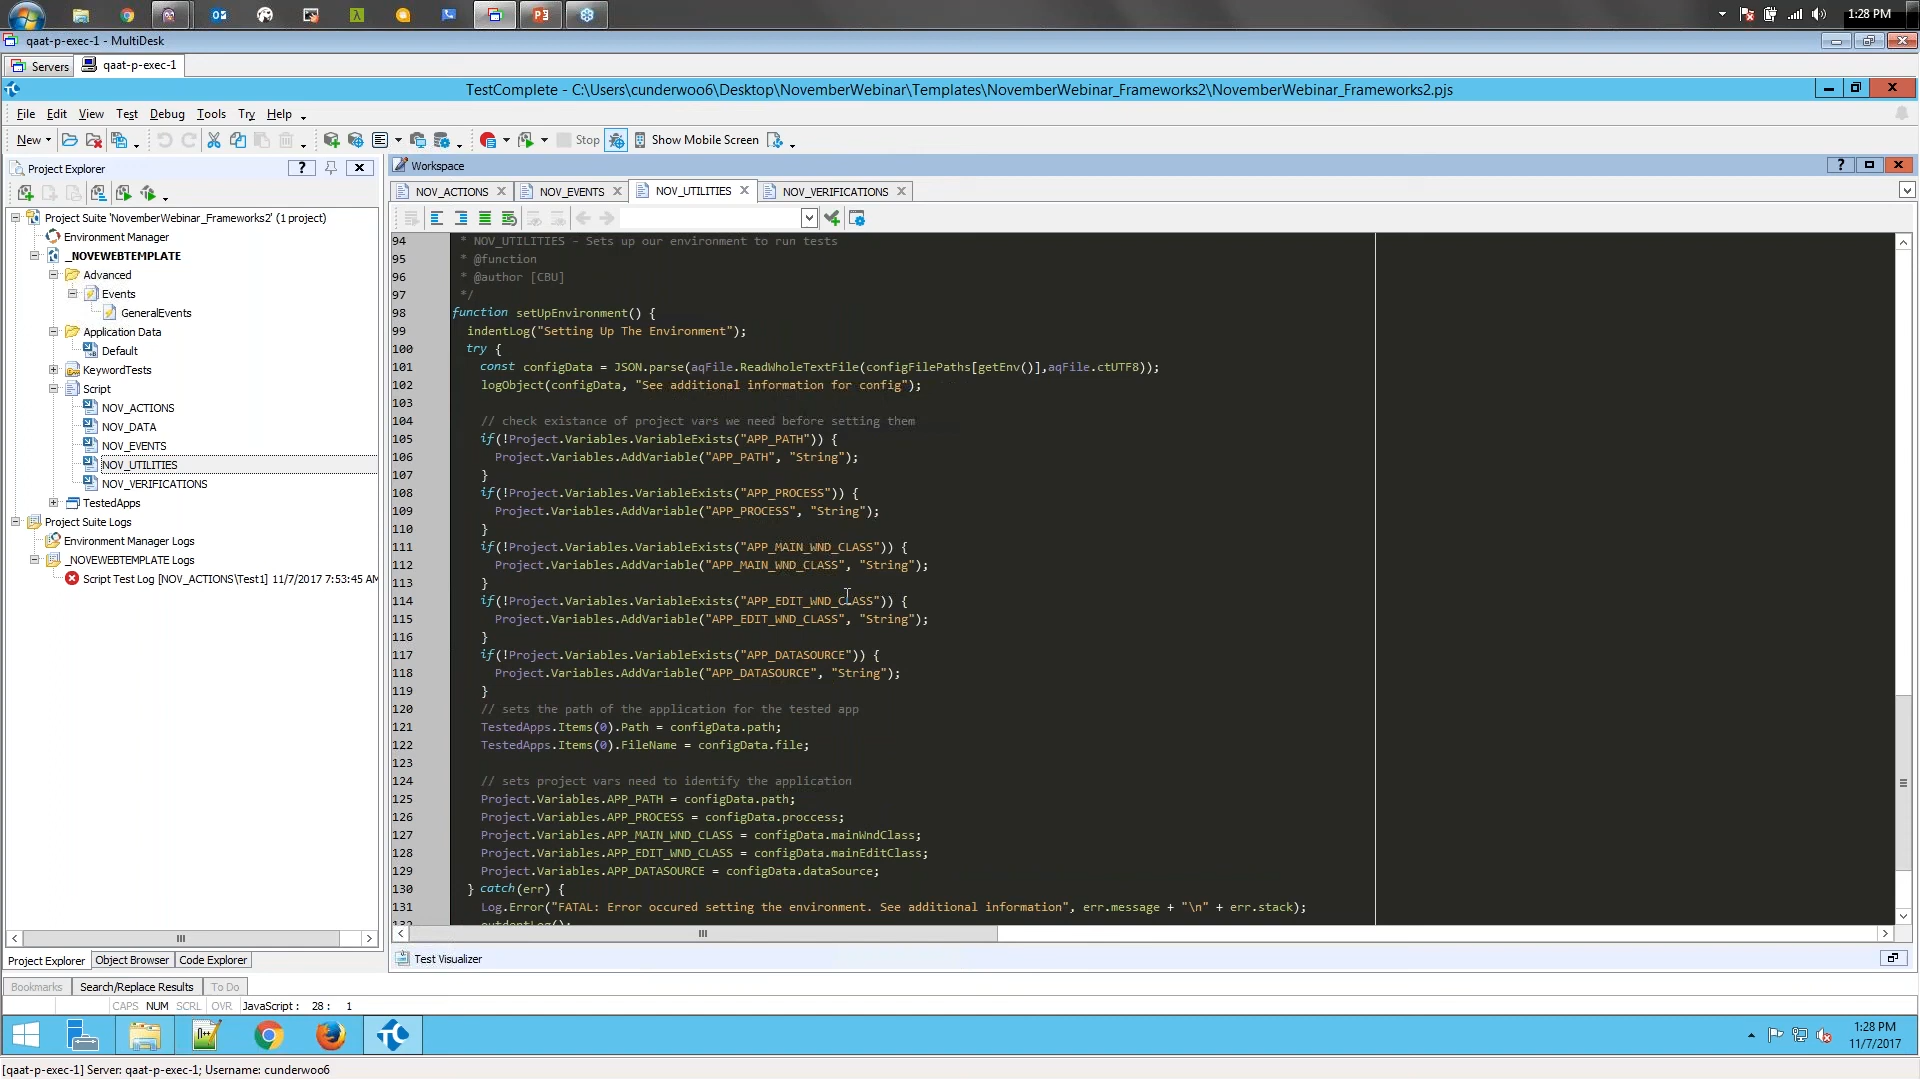 1:28 PM
qaat-p-exec-1 - MultiDesk
Servers
qaat-p-exec-1
TestComplete - C:\Users\cunderwoo6\Desktop\NovemberWebinar\Templates\NovemberWebinar_Frameworks2\NovemberWebinar_Frameworks2.pjs
File Edit View Test Debug Tools Try Help
New
Stop
Show Mobile Screen
Project Explorer
Workspace
NOV_ACTIONS
NOV_EVENTS
NOV_UTILITIES
NOV_VERIFICATIONS
Project Suite 'NovemberWebinar_Frameworks2' (1 project)
Environment Manager
_NOVEWEBTEMPLATE
Advanced
Events
GeneralEvents
Application Data
Default
KeywordTests
Script
NOV_ACTIONS
NOV_DATA
NOV_EVENTS
NOV_UTILITIES
NOV_VERIFICATIONS
TestedApps
Project Suite Logs
Environment Manager Logs
_NOVEWEBTEMPLATE Logs
Script Test Log [NOV_ACTIONS\Test1] 11/7/2017 7:53:45 AM
94 * NOV_UTILITIES - Sets up our environment to run tests
95 * @function
96 * @author [CBU]
97 */
98 function setUpEnvironment() {
99 indentLog("Setting Up The Environment");
100 try {
101 const configData = JSON.parse(aqFile.ReadWholeTextFile(configFilePaths[getEnv()],aqFile.ctUTF8));
102 logObject(configData, "See additional information for config");
103
104 // check existance of project vars we need before setting them
105 if(!Project.Variables.VariableExists("APP_PATH")) {
106 Project.Variables.AddVariable("APP_PATH", "String");
107 }
108 if(!Project.Variables.VariableExists("APP_PROCESS")) {
109 Project.Variables.AddVariable("APP_PROCESS", "String");
110 }
111 if(!Project.Variables.VariableExists("APP_MAIN_WND_CLASS")) {
112 Project.Variables.AddVariable("APP_MAIN_WND_CLASS", "String");
113 }
114 if(!Project.Variables.VariableExists("APP_EDIT_WND_CLASS")) {
115 Project.Variables.AddVariable("APP_EDIT_WND_CLASS", "String");
116 }
117 if(!Project.Variables.VariableExists("APP_DATASOURCE")) {
118 Project.Variables.AddVariable("APP_DATASOURCE", "String");
119 }
120 // sets the path of the application for the tested app
121 TestedApps.Items(0).Path = configData.path;
122 TestedApps.Items(0).FileName = configData.file;
123
124 // sets project vars need to identify the application
125 Project.Variables.APP_PATH = configData.path;
126 Project.Variables.APP_PROCESS = configData.proccess;
127 Project.Variables.APP_MAIN_WND_CLASS = configData.mainWndClass;
128 Project.Variables.APP_EDIT_WND_CLASS = configData.mainEditClass;
129 Project.Variables.APP_DATASOURCE = configData.dataSource;
130 } catch(err) {
131 Log.Error("FATAL: Error occured setting the environment. See additional information", err.message + "\n" + err.stack);
Project Explorer
Object Browser
Code Explorer
Test Visualizer
Bookmarks
Search/Replace Results
To Do
CAPS NUM SCRL OVR JavaScript : 28 : 1
1:28 PM
11/7/2017
[qaat-p-exec-1] Server: qaat-p-exec-1; Username: cunderwoo6